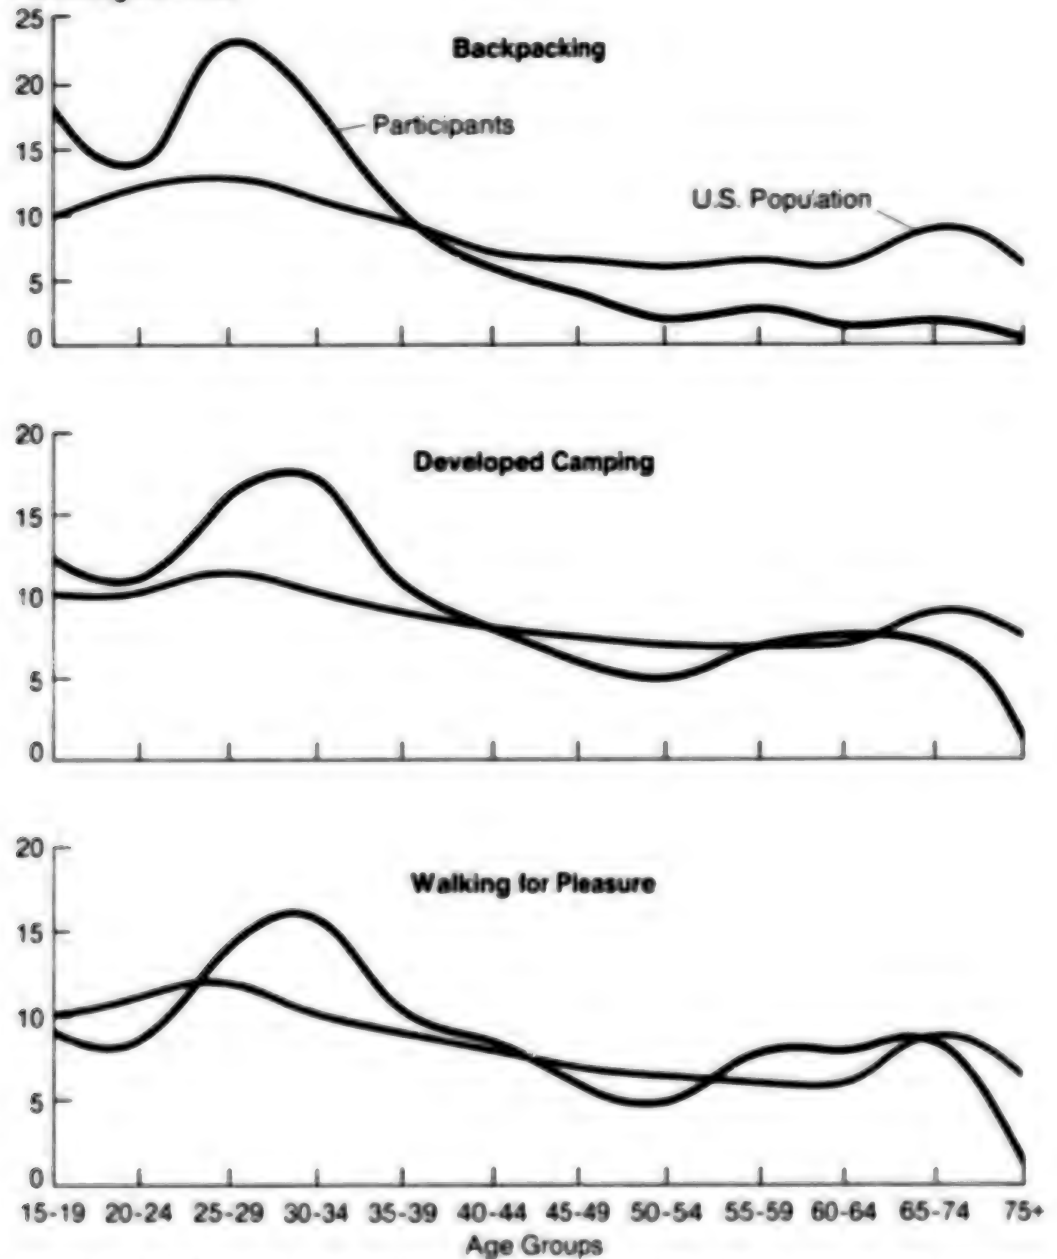 25
Backpacking
20
Participants
15
U.S. Population
10
5
0
20
Developed Camping
15
10
5
0
20
Walking for Pleasure
15
10
5
0
15-19 20-24 25-29 30-34 35-39 40-44 45-49 50-54 55-59 60-64 65-74 75+
Age Groups